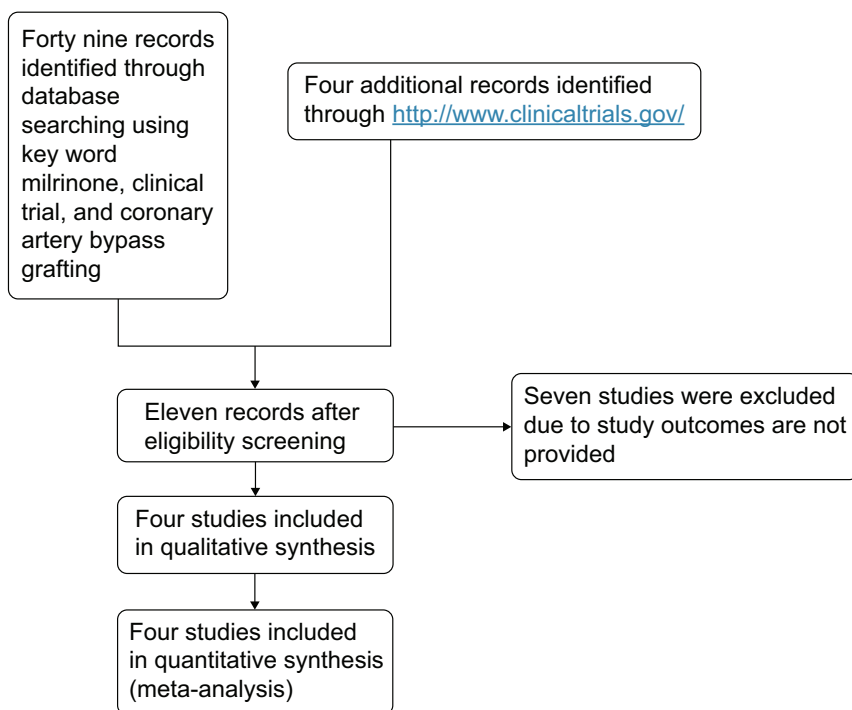 Forty nine records
identified through
database
searching using
key word
milrinone, clinical
trial, and coronary
artery bypass
grafting
Four additional records identified
through http://www.clinicaltrials.gov/
Eleven records after
eligibility screening
Seven studies were excluded
due to study outcomes are not
provided
Four studies included
in qualitative synthesis
Four studies included
in quantitative synthesis
(meta-analysis)